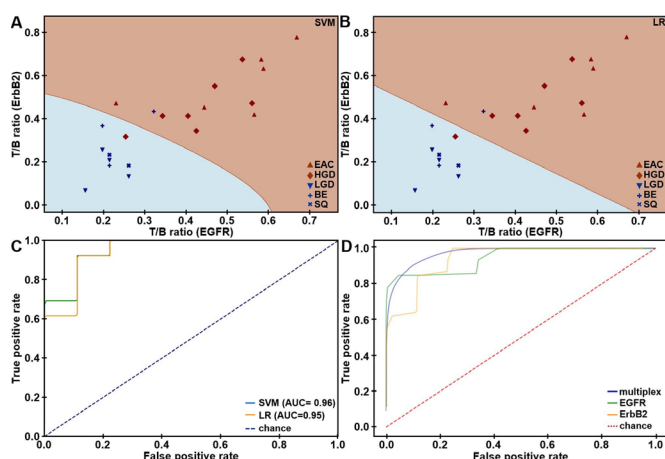 A
SVM
T/B ratio (ErbB2)
0.8
0.6
0.4
0.2
0.0
EAC
HGD
LGD
BE
SQ
0.1 0.2 0.3 0.4 0.5 0.6 0.7
T/B ratio (EGFR)
B
LR
T/B ratio (ErbB2)
0.8
0.6
0.4
0.2
0.0
EAC
HGD
LGD
BE
SQ
0.1 0.2 0.3 0.4 0.5 0.6 0.7
T/B ratio (EGFR)
C
True positive rate
1.0
0.8
0.6
0.4
0.2
0.0
SVM (AUC= 0.96)
LR (AUC=0.95)
chance
0.0 0.2 0.4 0.6 0.8 1.0
False positive rate
D
True positive rate
1.0
0.8
0.6
0.4
0.2
0.0
multiplex
EGFR
ErbB2
chance
0.0 0.2 0.4 0.6 0.8 1.0
False positive rate